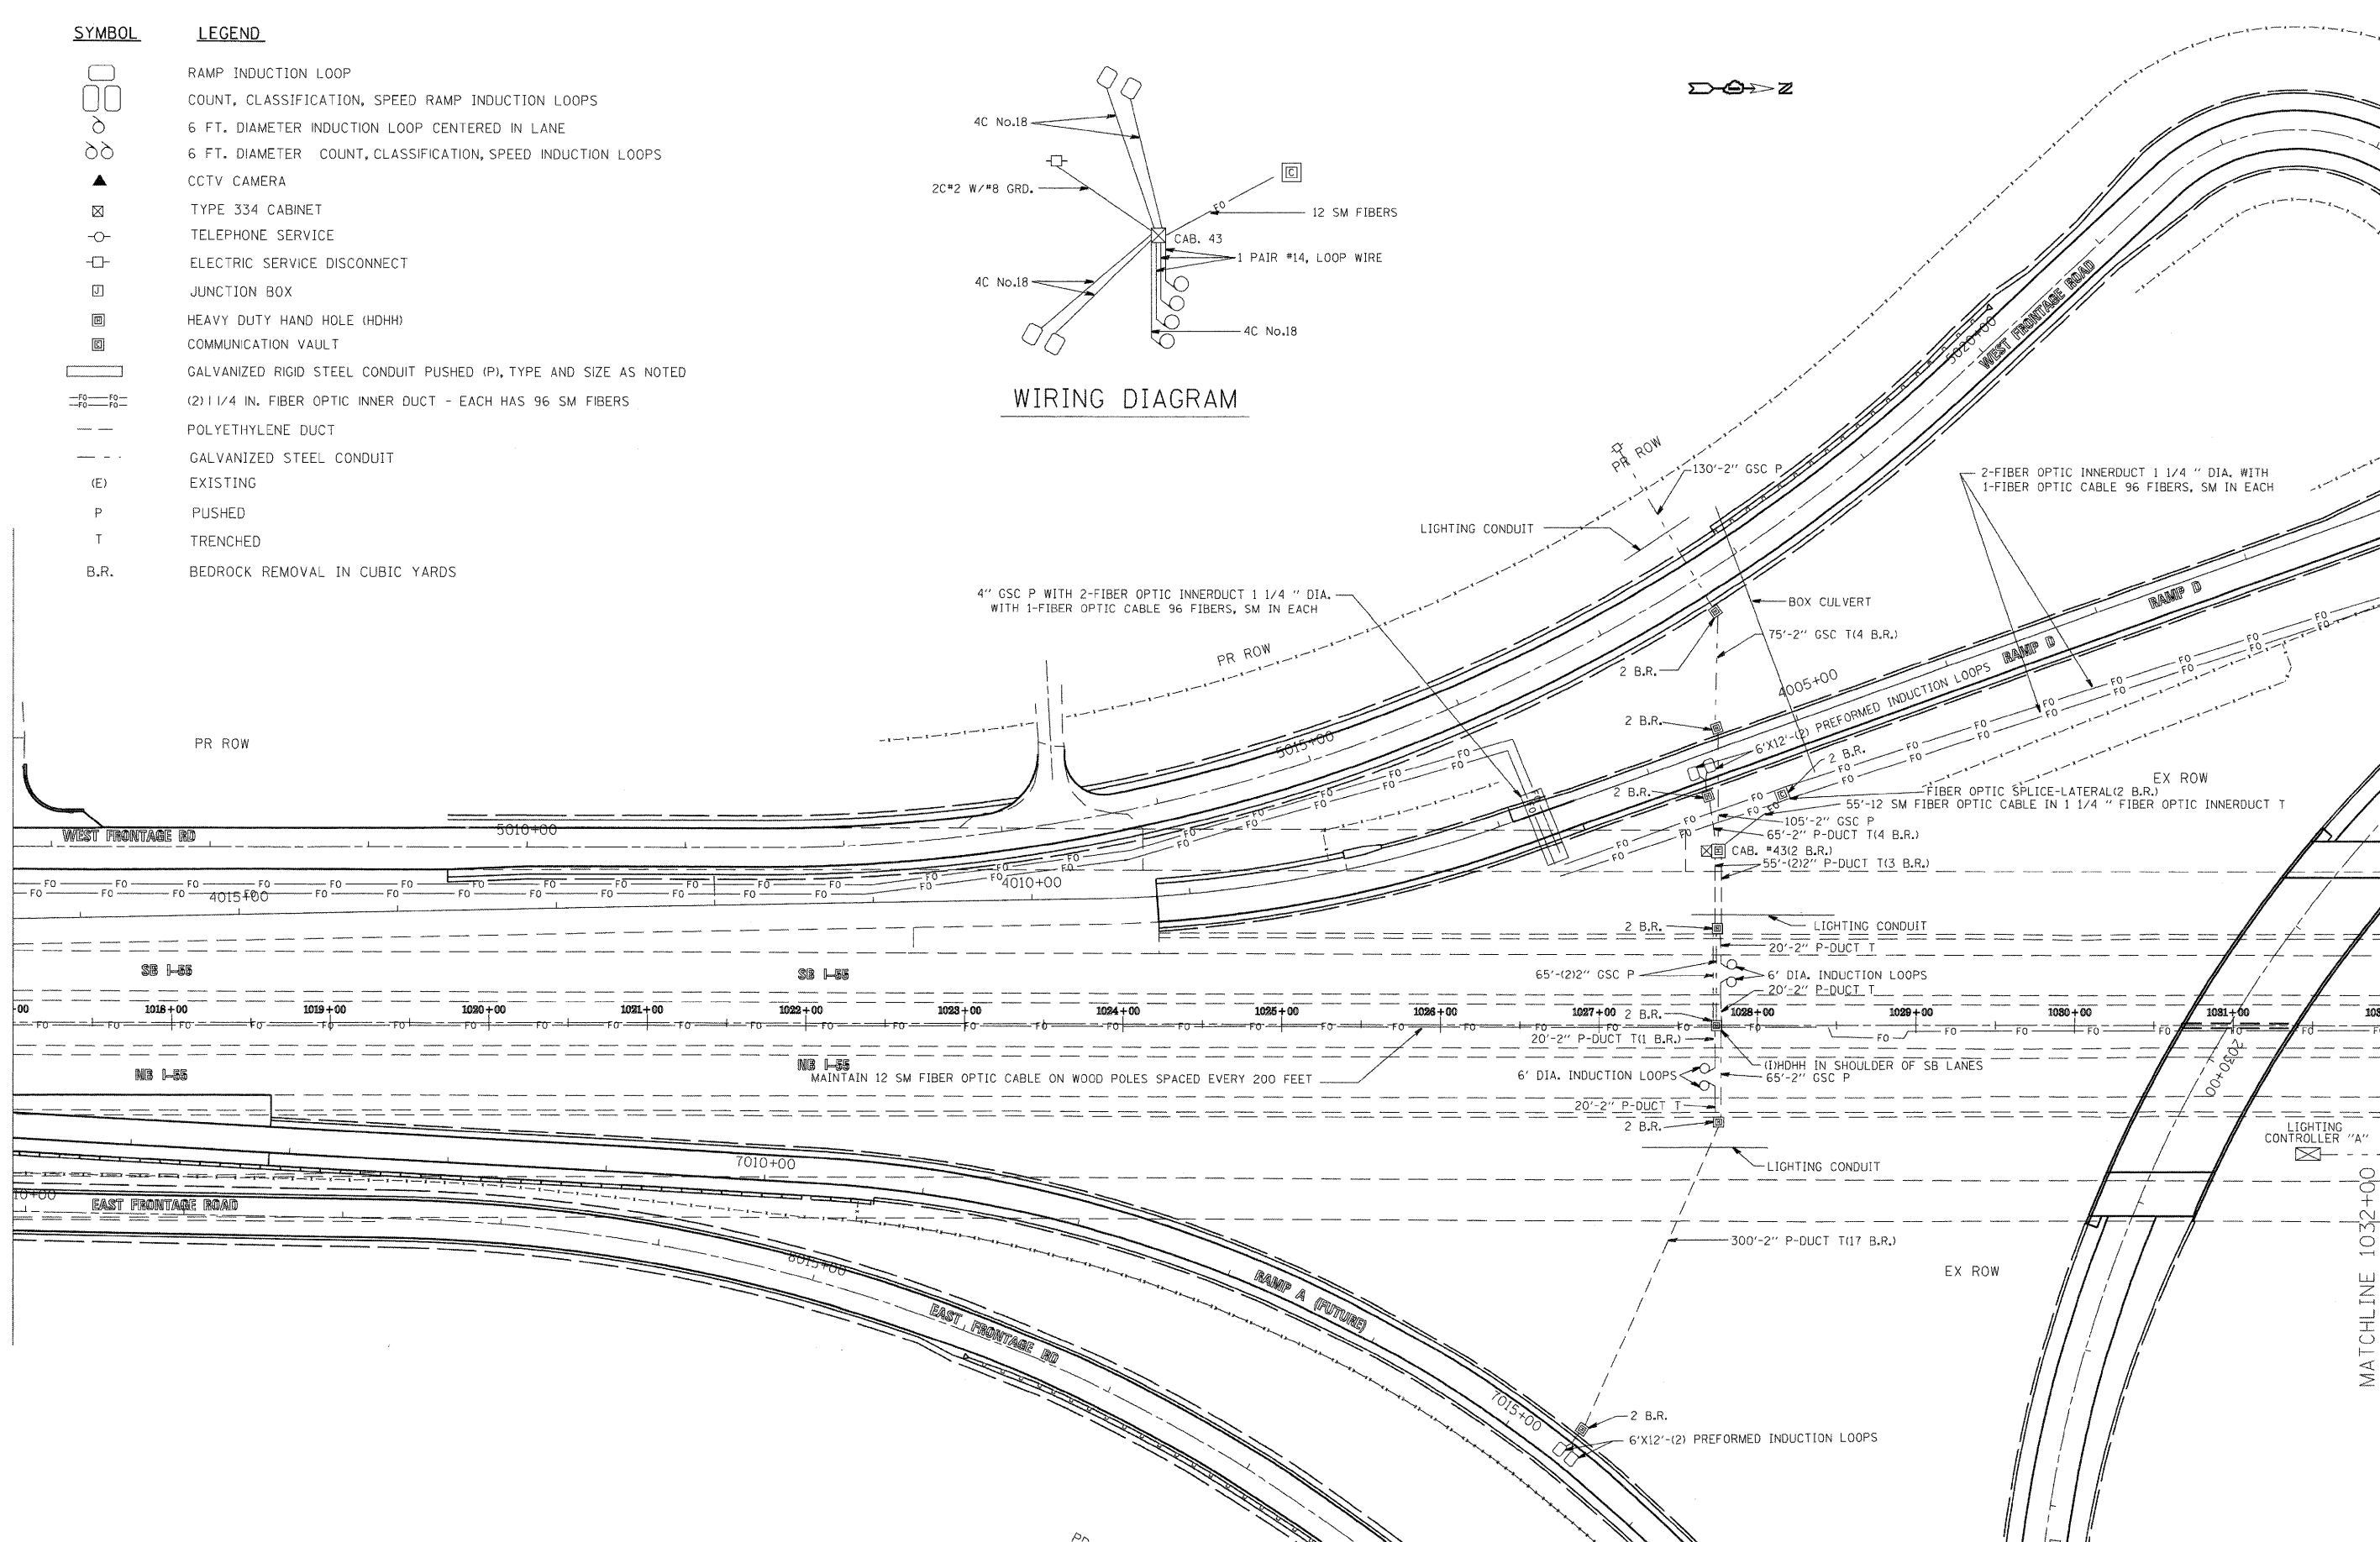 SYMBOL LEGEND
RAMP INDUCTION LOOP
COUNT, CLASSIFICATION, SPEED RAMP INDUCTION LOOPS
6 FT. DIAMETER INDUCTION LOOP CENTERED IN LANE
6 FT. DIAMETER COUNT, CLASSIFICATION, SPEED INDUCTION LOOPS
CCTV CAMERA
TYPE 334 CABINET
TELEPHONE SERVICE
ELECTRIC SERVICE DISCONNECT
J JUNCTION BOX
H HEAVY DUTY HAND HOLE (HDHH)
C COMMUNICATION VAULT
GALVANIZED RIGID STEEL CONDUIT PUSHED (P), TYPE AND SIZE AS NOTED
FO FO (2) 1 1/4 IN. FIBER OPTIC INNER DUCT - EACH HAS 96 SM FIBERS
FO FO
POLYETHYLENE DUCT
GALVANIZED STEEL CONDUIT
(E) EXISTING
P PUSHED
T TRENCHED
B.R. BEDROCK REMOVAL IN CUBIC YARDS
4C No.18
2C#2 W/#8 GRD.
C
FO
12 SM FIBERS
CAB. 43
1 PAIR #14, LOOP WIRE
4C No.18
4C No.18
WIRING DIAGRAM
N
WEST FRONTAGE ROAD
5020+00
PR ROW
130'-2" GSC P
LIGHTING CONDUIT
2-FIBER OPTIC INNERDUCT 1 1/4 " DIA. WITH
1-FIBER OPTIC CABLE 96 FIBERS, SM IN EACH
4" GSC P WITH 2-FIBER OPTIC INNERDUCT 1 1/4 " DIA.
WITH 1-FIBER OPTIC CABLE 96 FIBERS, SM IN EACH
BOX CULVERT
RAMP D
75'-2" GSC T(4 B.R.)
PR ROW
2 B.R.
RAMP D
4005+00
6'X12'-(2) PREFORMED INDUCTION LOOPS
2 B.R.
PR ROW
5015+00
2 B.R.
EX ROW
2 B.R.
FIBER OPTIC SPLICE-LATERAL(2 B.R.)
55'-12 SM FIBER OPTIC CABLE IN 1 1/4 " FIBER OPTIC INNERDUCT T
105'-2" GSC P
65'-2" P-DUCT T(4 B.R.)
WEST FRONTAGE RD
5010+00
CAB. #43(2 B.R.)
55'-(2)2" P-DUCT T(3 B.R.)
4015+00
4010+00
2 B.R.
LIGHTING CONDUIT
20'-2" P-DUCT T
SB I-55
SB I-55
65'-(2)2" GSC P
6' DIA. INDUCTION LOOPS
20'-2" P-DUCT T
-00 1018+00 1019+00 1020+00 1021+00 1022+00 1023+00 1024+00 1025+00 1026+00 1027+00 1028+00 1029+00 1030+00 1031+00 103
2 B.R.
20'-2" P-DUCT T(1 B.R.)
NB I-55
NB I-55
(1)HDHH IN SHOULDER OF SB LANES
MAINTAIN 12 SM FIBER OPTIC CABLE ON WOOD POLES SPACED EVERY 200 FEET
6' DIA. INDUCTION LOOPS
65'-2" GSC P
20'-2" P-DUCT T
2 B.R.
2030+00
LIGHTING
CONTROLLER "A"
LIGHTING CONDUIT
7010+00
10+00
EAST FRONTAGE ROAD
300'-2" P-DUCT T(17 B.R.)
6015+00
EX ROW
RAMP A (FUTURE)
EAST FRONTAGE RD
MATCHLINE 1032+00
7015+00
2 B.R.
6'X12'-(2) PREFORMED INDUCTION LOOPS